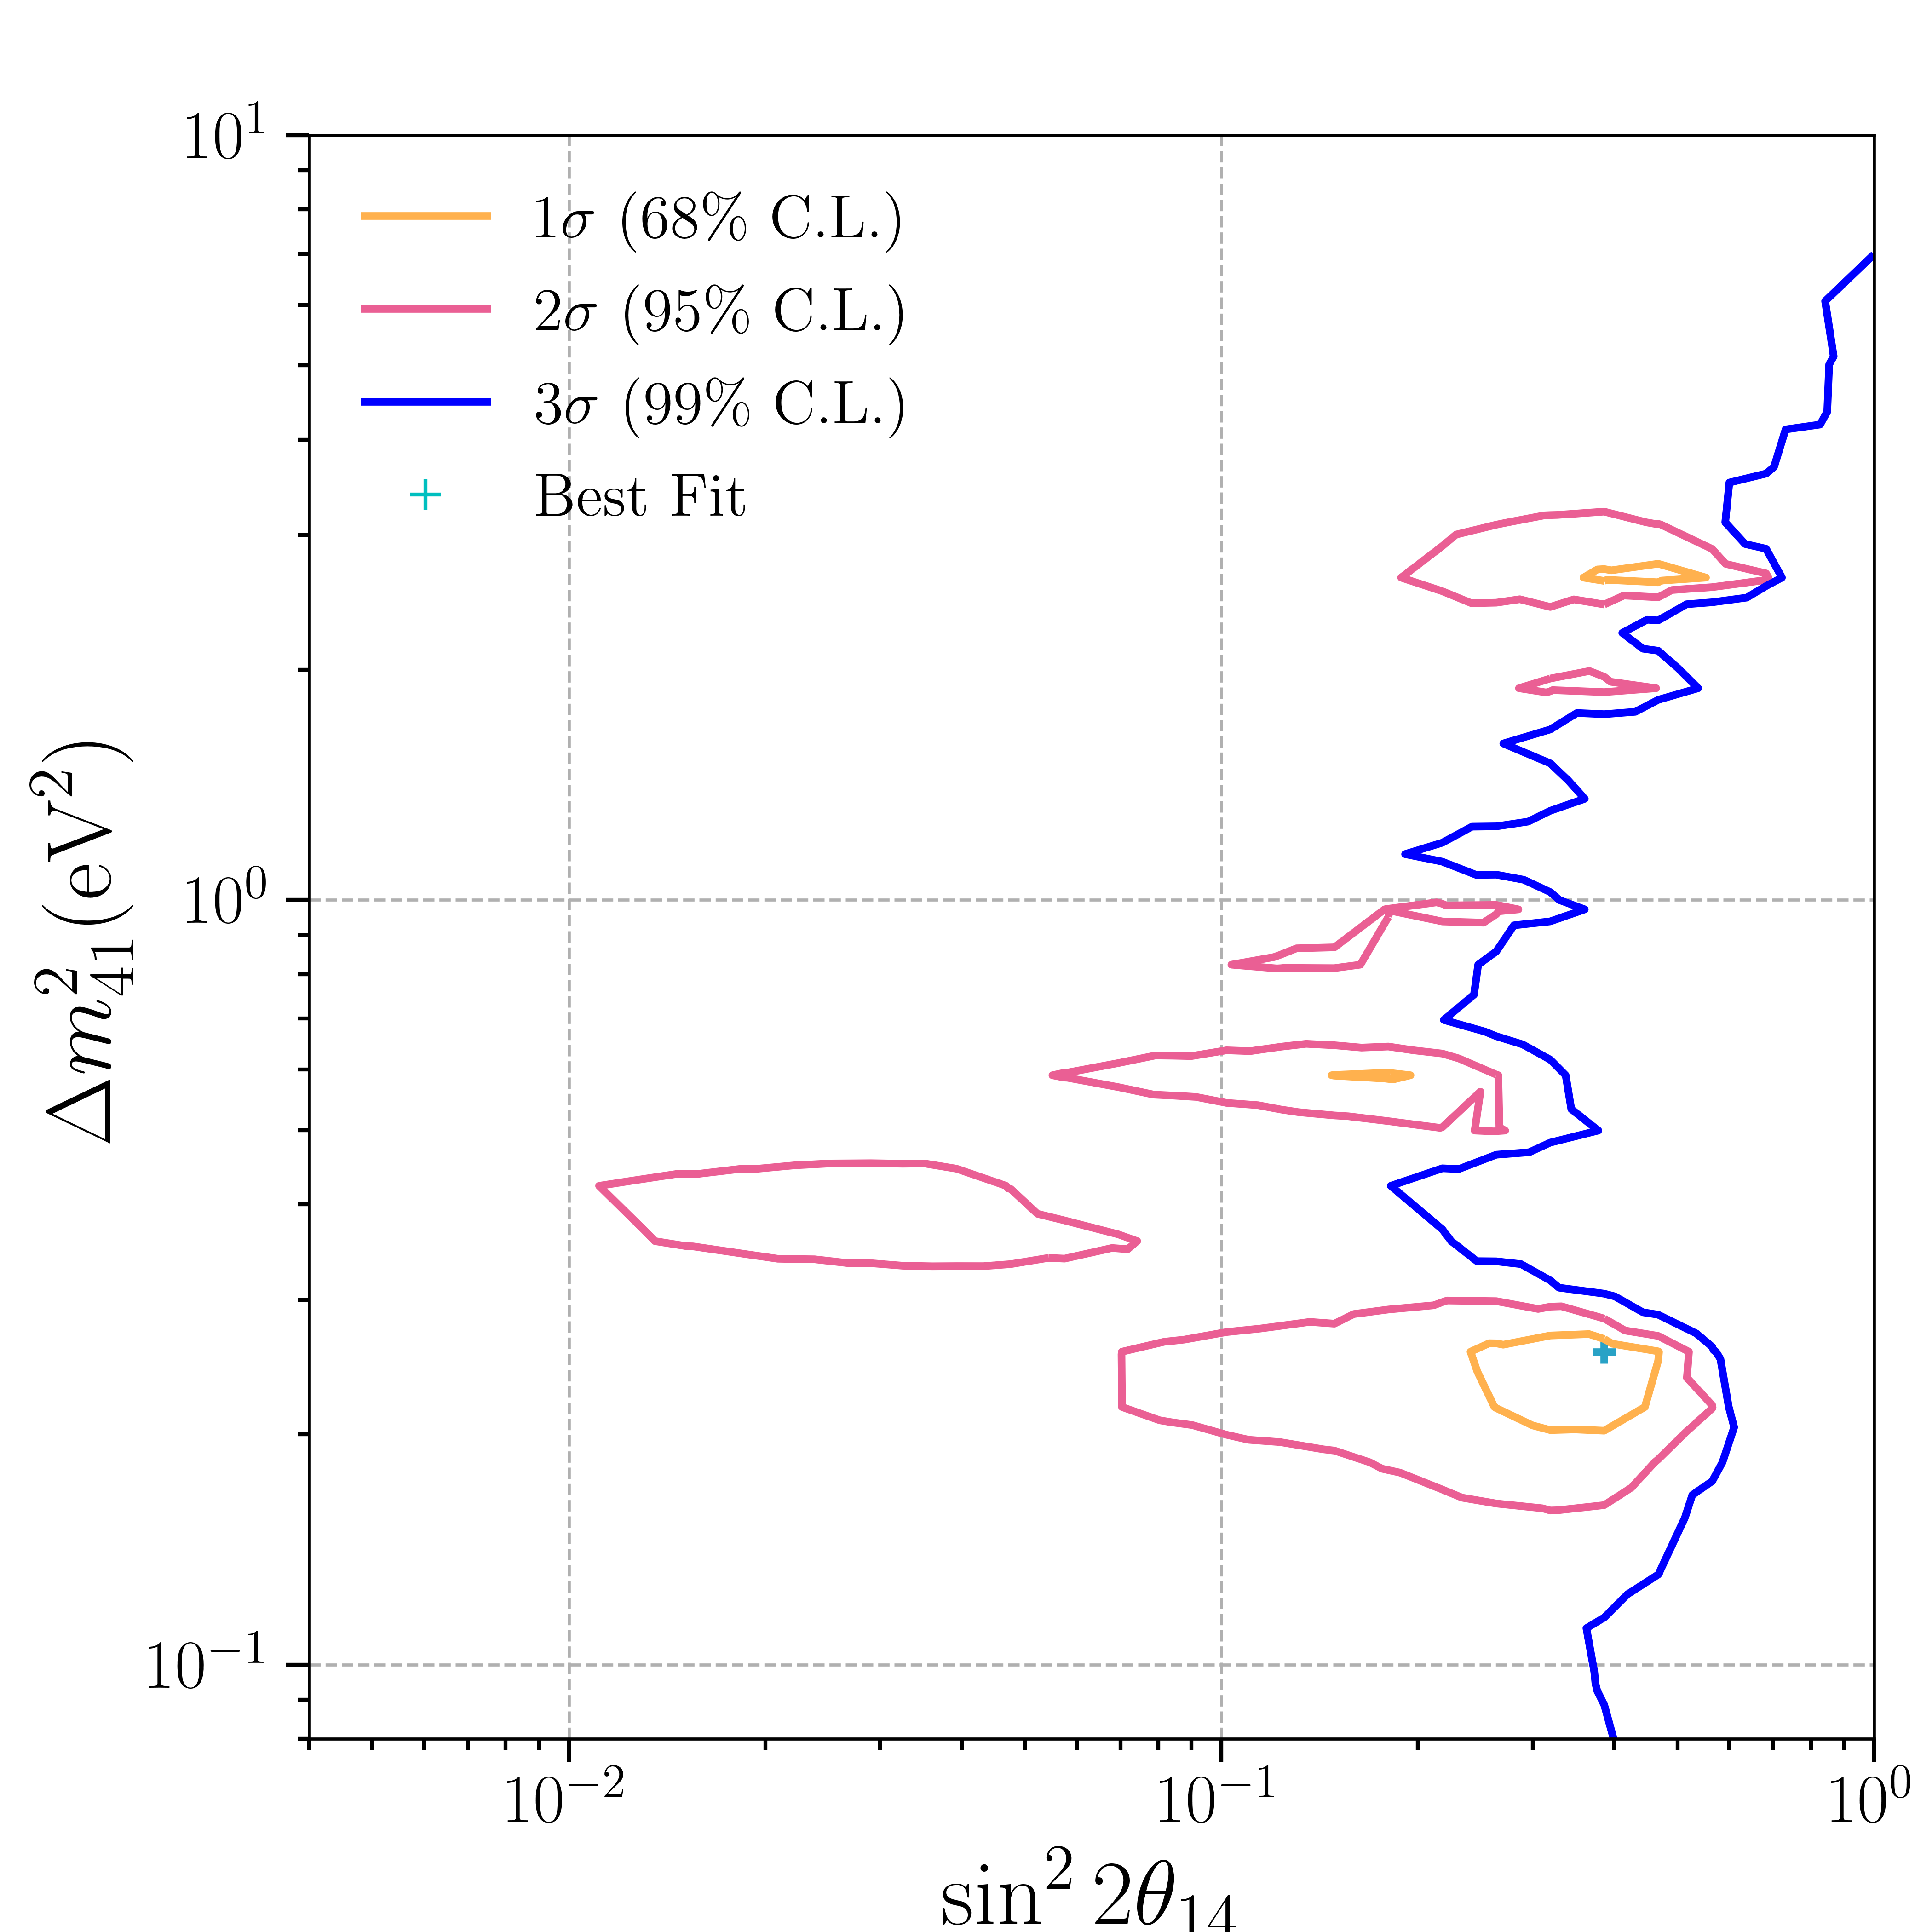 10¹
1σ (68% C.L.)
2σ (95% C.L.)
3σ (99% C.L.)
Best Fit
Δm²₄₁(eV²)
10⁰
10⁻¹
10⁻² 10⁻¹ 10⁰
sin² 2θ₁₄